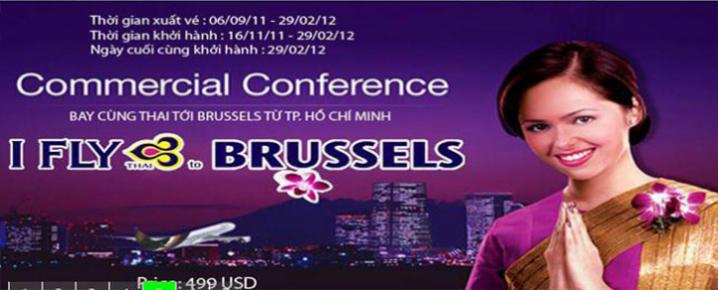 Thời gian xuất vé : 06/09/11 - 29/02/12
Thời gian khởi hành : 16/11/11 - 29/02/12
Ngày cuối cùng khởi hành : 29/02/12
Commercial Conference
BAY CÙNG THAI TỚI BRUSSELS TỪ TP. HỒ CHÍ MINH
I FLY THAI to BRUSSELS
Price: 499 USD